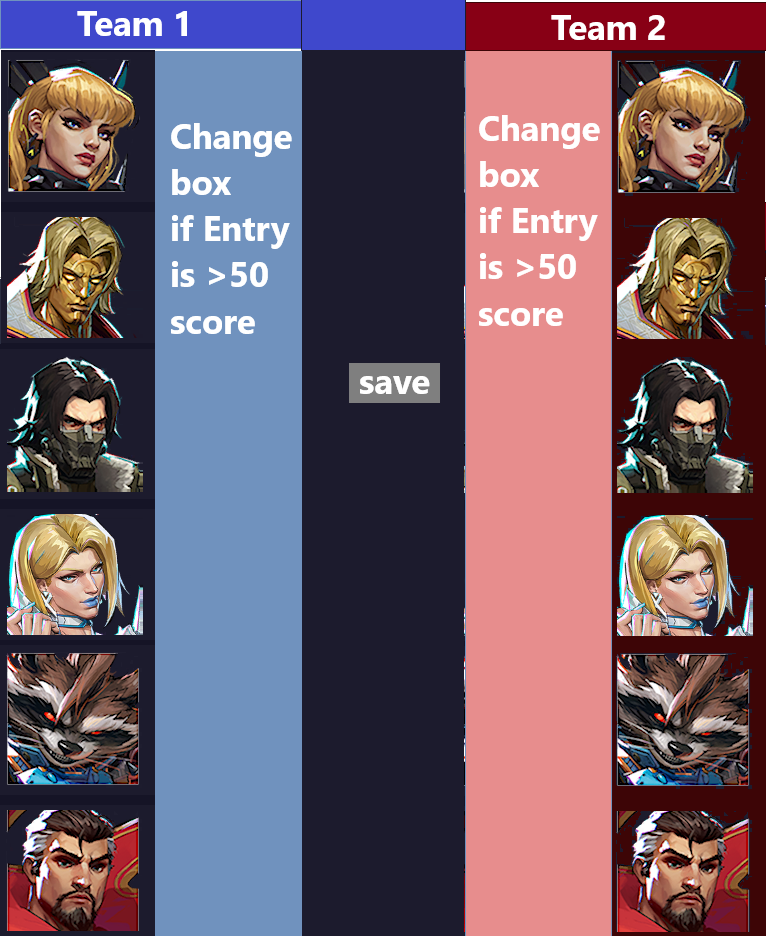 Team 1
Team 2
Change
box
if Entry
is >50
score
Change
box
if Entry
is >50
score
save